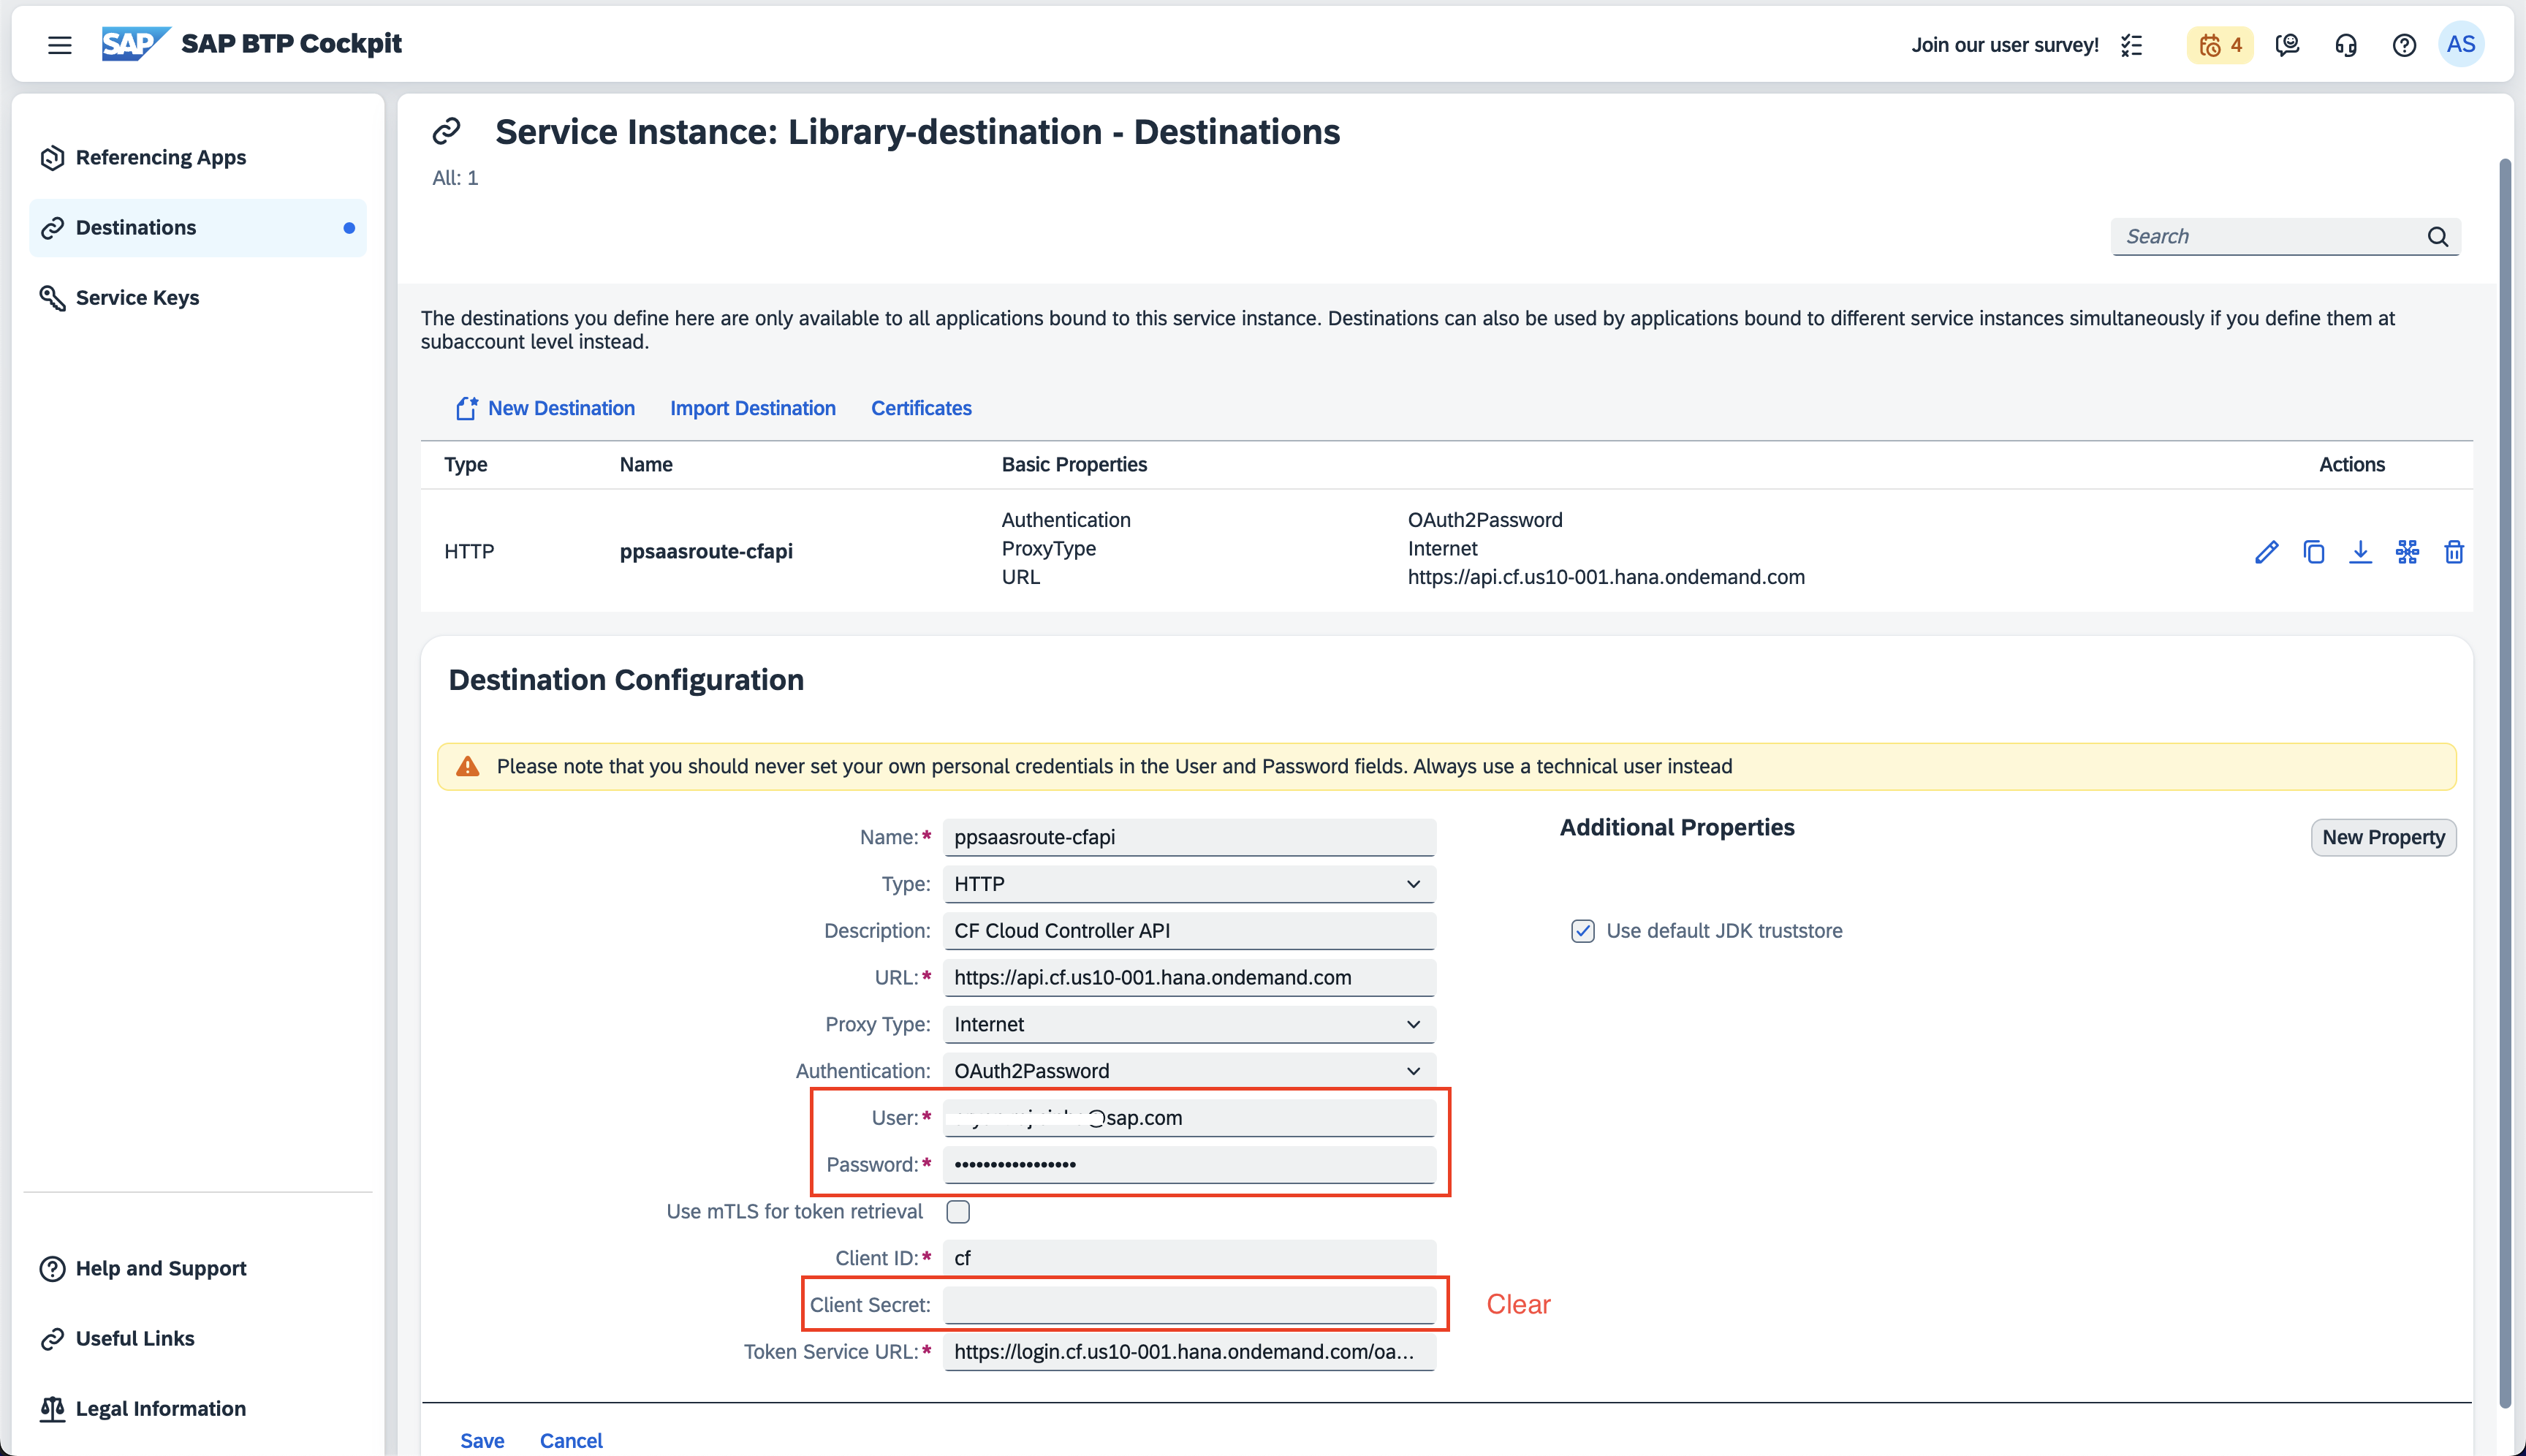 SAP SAP BTP Cockpit
Join our user survey!
4
AS
Referencing Apps
Destinations
Service Keys
Service Instance: Library-destination - Destinations
All: 1
Search
The destinations you define here are only available to all applications bound to this service instance. Destinations can also be used by applications bound to different service instances simultaneously if you define them at
subaccount level instead.
New Destination Import Destination Certificates
Type Name Basic Properties Actions
HTTP ppsaasroute-cfapi
Authentication OAuth2Password
ProxyType Internet
URL https://api.cf.us10-001.hana.ondemand.com
Destination Configuration
Please note that you should never set your own personal credentials in the User and Password fields. Always use a technical user instead
Name:* ppsaasroute-cfapi
Type: HTTP
Description: CF Cloud Controller API
URL:* https://api.cf.us10-001.hana.ondemand.com
Proxy Type: Internet
Authentication: OAuth2Password
User:* @sap.com
Password:* •••••••••••••••••
Use mTLS for token retrieval
Client ID:* cf
Client Secret: Clear
Token Service URL:* https://login.cf.us10-001.hana.ondemand.com/oa...
Additional Properties
New Property
Use default JDK truststore
Save Cancel
Help and Support
Useful Links
Legal Information